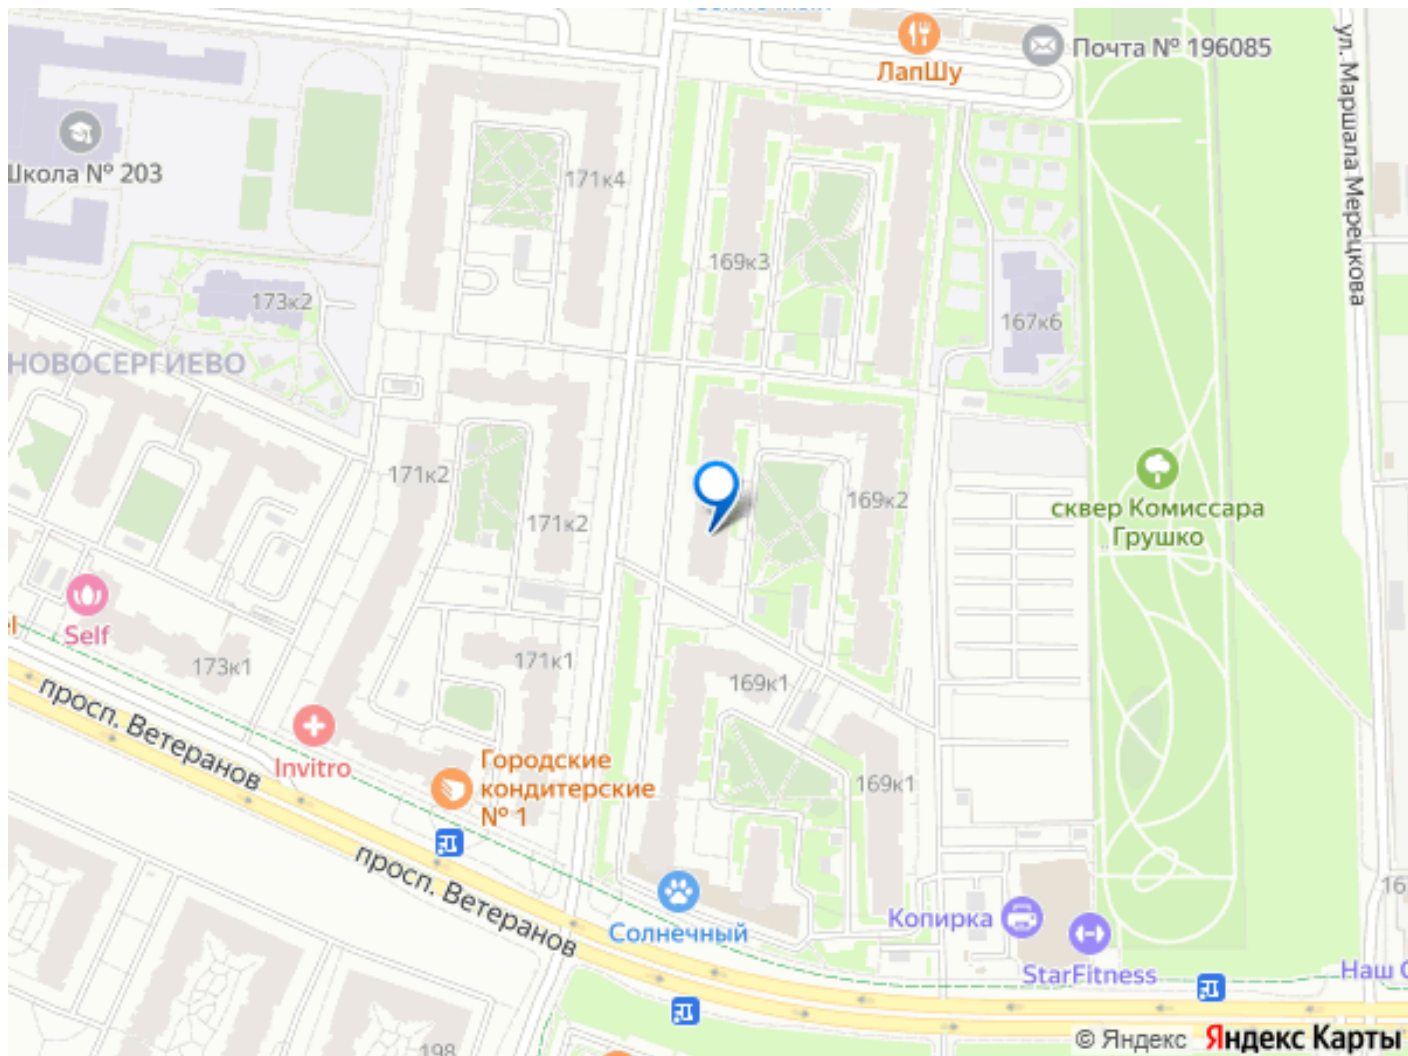 ЛапШу
Почта № 196085
ул. Маршала Мерецкова
Школа № 203
171к4
169к3
173к2
167к6
НОВОСЕРГИЕВО
171к2
171к2
169к2
сквер Комиссара
Грушко
Self
173к1
171к1
169к1
просп. Ветеранов
Invitro
Городские
кондитерские
№ 1
169к1
просп. Ветеранов
Солнечный
Копирка
StarFitness
Наш
198
© Яндекс Яндекс Карты